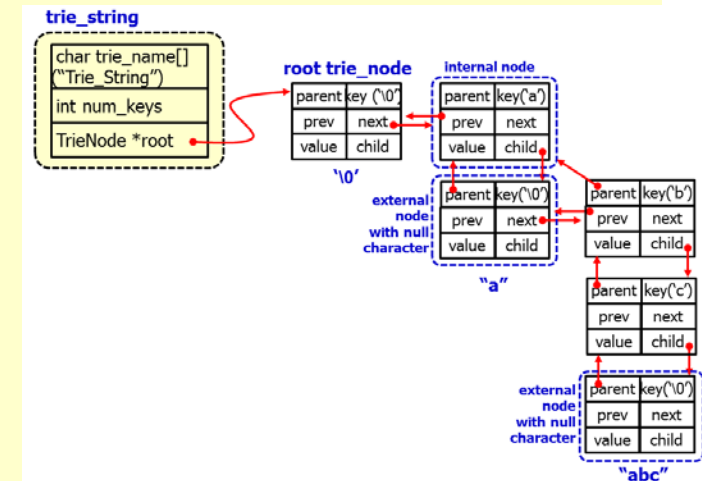 trie_string
char trie_name[]
("Trie_String")
int num_keys
TrieNode *root
root trie_node
parent key ('\0')
prev next
value child
'\0'
internal node
parent key('a')
prev next
value child
external
node
with null
character
parent key('\0')
prev next
value child
"a"
parent key('b')
prev next
value child
parent key('c')
prev next
value child
external
node
with null
character
parent key('\0')
prev next
value child
"abc"